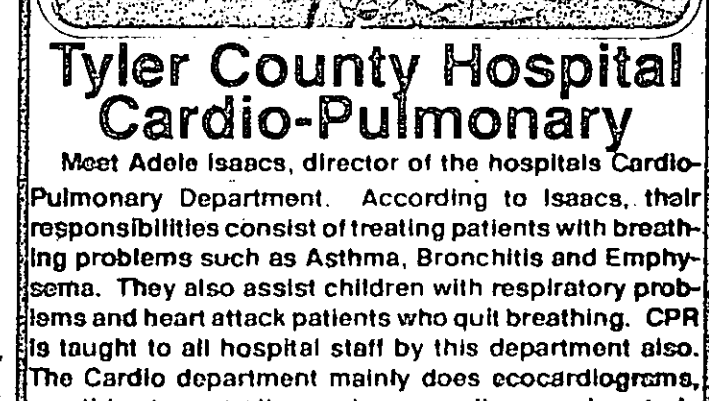 Tyler County Hospital
Cardio-Pulmonary
Meet Adele Isaacs, director of the hospitals Cardio-
Pulmonary Department. According to Isaacs, their
responsibilities consist of treating patients with breath-
ing problems such as Asthma, Bronchitis and Emphy-
sema. They also assist children with respiratory prob-
lems and heart attack patients who quit breathing. CPR
is taught to all hospital staff by this department also.
The Cardio department mainly does ecocardiograms,